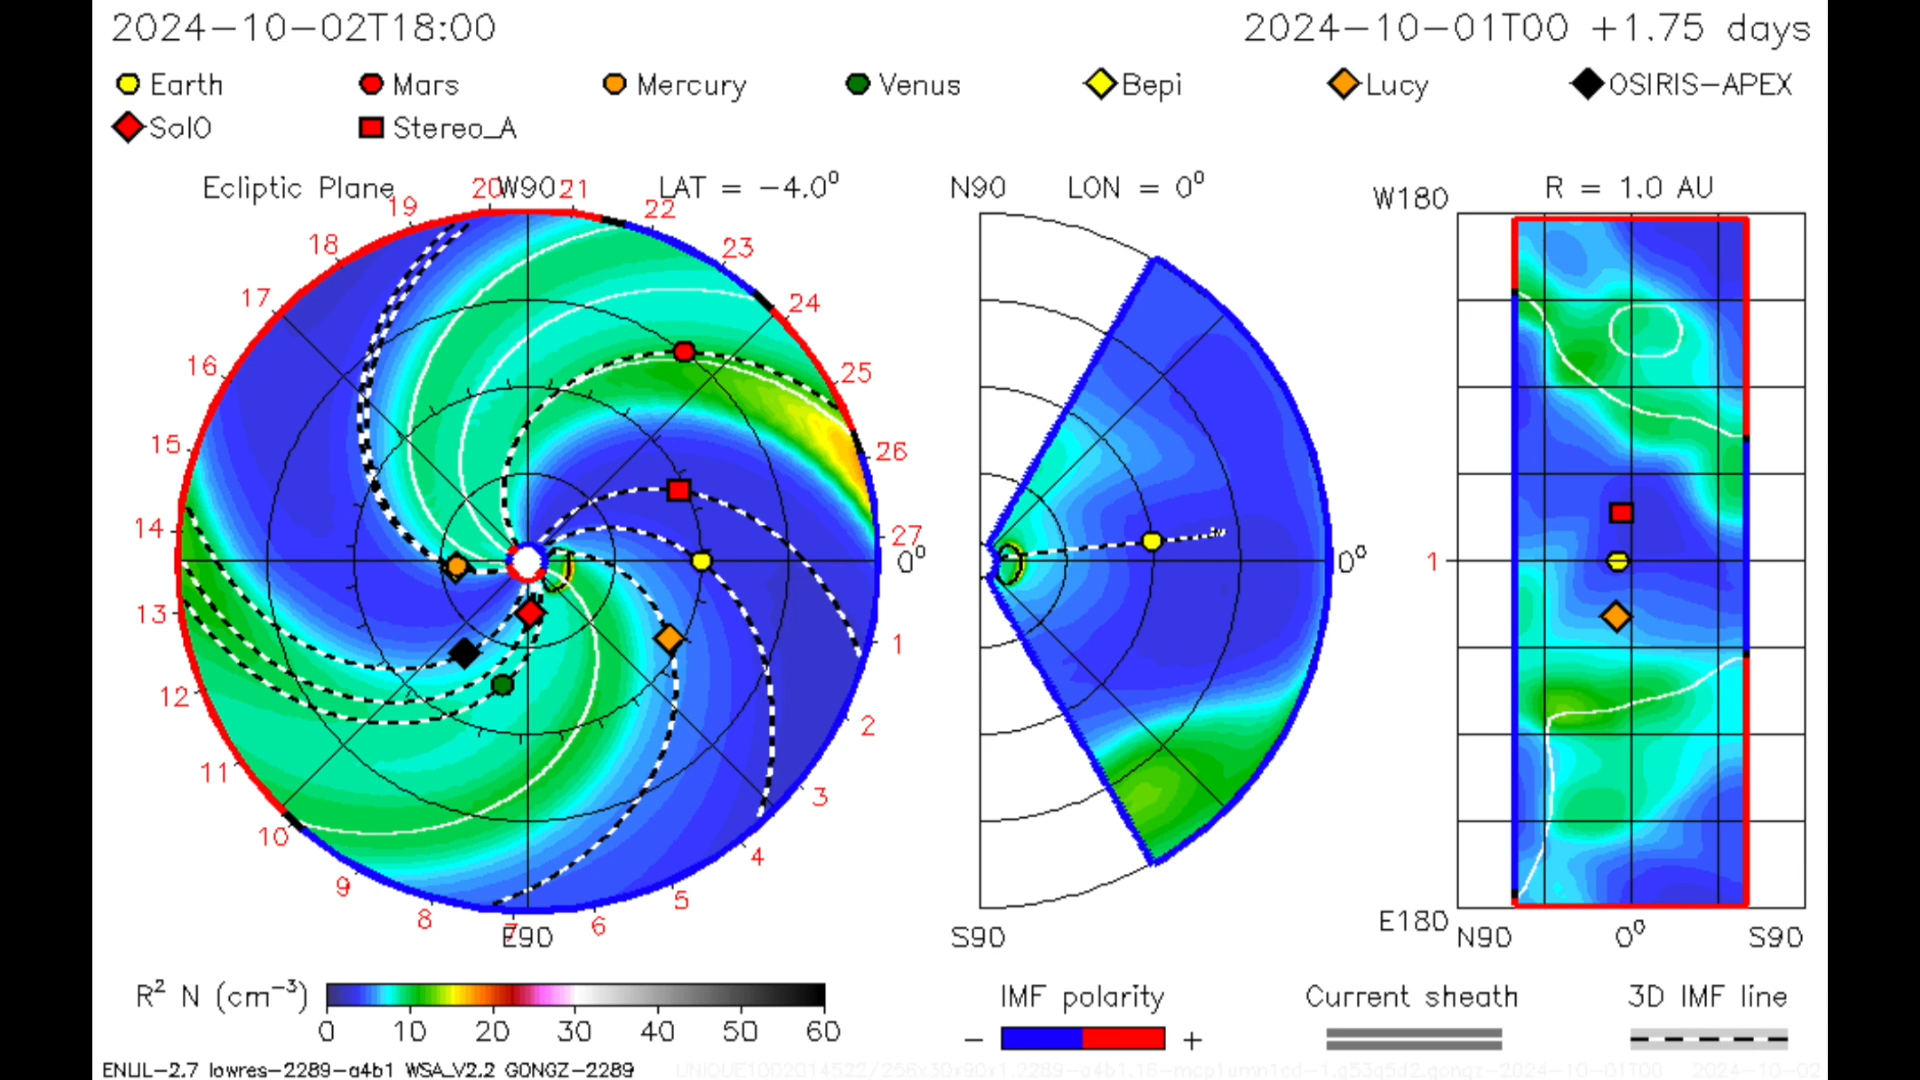 2024-10-02T18:00 2024-10-01T00 +1.75 days
Earth Mars Mercury Venus Bepi Lucy OSIRIS-APEX
SolO Stereo_A
Ecliptic Plane W90 LAT = -4.0° N90 LON = 0° W180 R = 1.0 AU
20 21
19 22
18 23
17 24
16 25
15 26
14 27
0° 0° 1
13 1
12 2
11 3
10 4
9 5
8 7 6
E90 S90 E180 N90 0° S90
R² N (cm⁻³) IMF polarity Current sheath 3D IMF line
0 10 20 30 40 50 60 - +
ENLIL-2.7 lowres-2289-a4b1 WSA_V2.2 GONGZ-2289